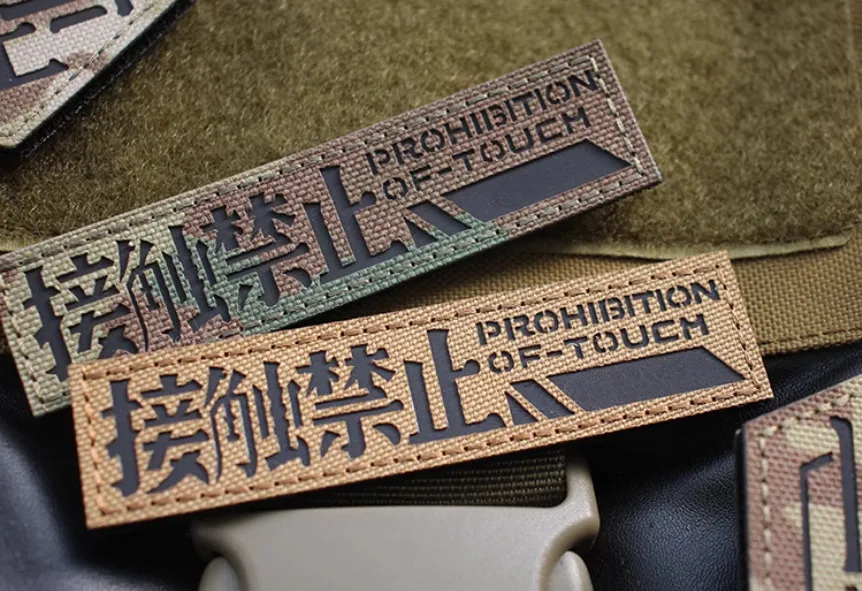 接触禁止
PROHIBITION
OF-TOUCH
接触禁止
PROHIBITION
OF-TOUCH